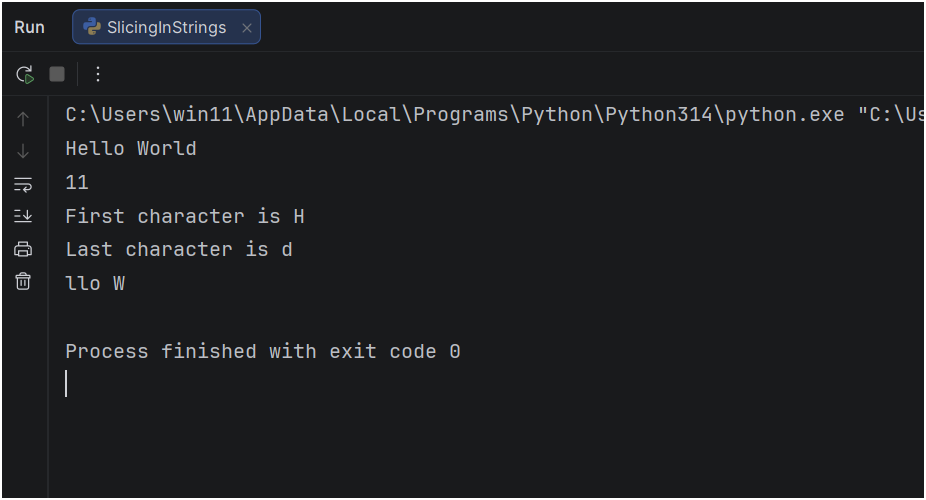 Run SlicingInStrings
C:\Users\win11\AppData\Local\Programs\Python\Python314\python.exe "C:\Us
Hello World
11
First character is H
Last character is d
llo W
Process finished with exit code 0